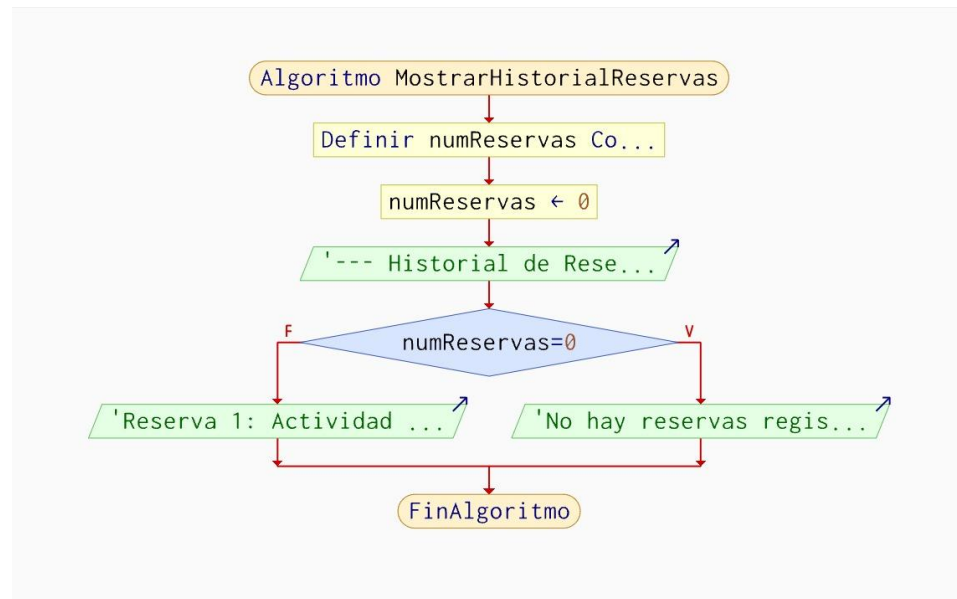 Algoritmo MostrarHistorialReservas
Definir numReservas Co...
numReservas ← 0
'--- Historial de Rese...
numReservas=0
F
V
'Reserva 1: Actividad ...
'No hay reservas regis...
FinAlgoritmo